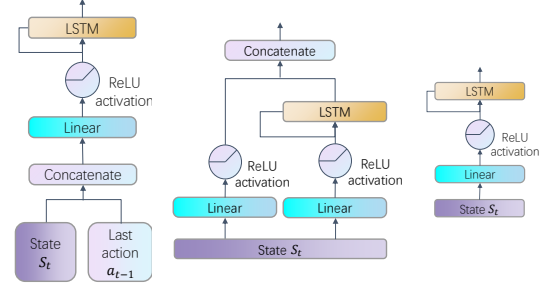 LSTM
ReLU
activation
Linear
Concatenate
State
S_t
Last
action
a_{t-1}
Concatenate
LSTM
ReLU
activation
ReLU
activation
Linear
Linear
State S_t
LSTM
ReLU
activation
Linear
State S_t